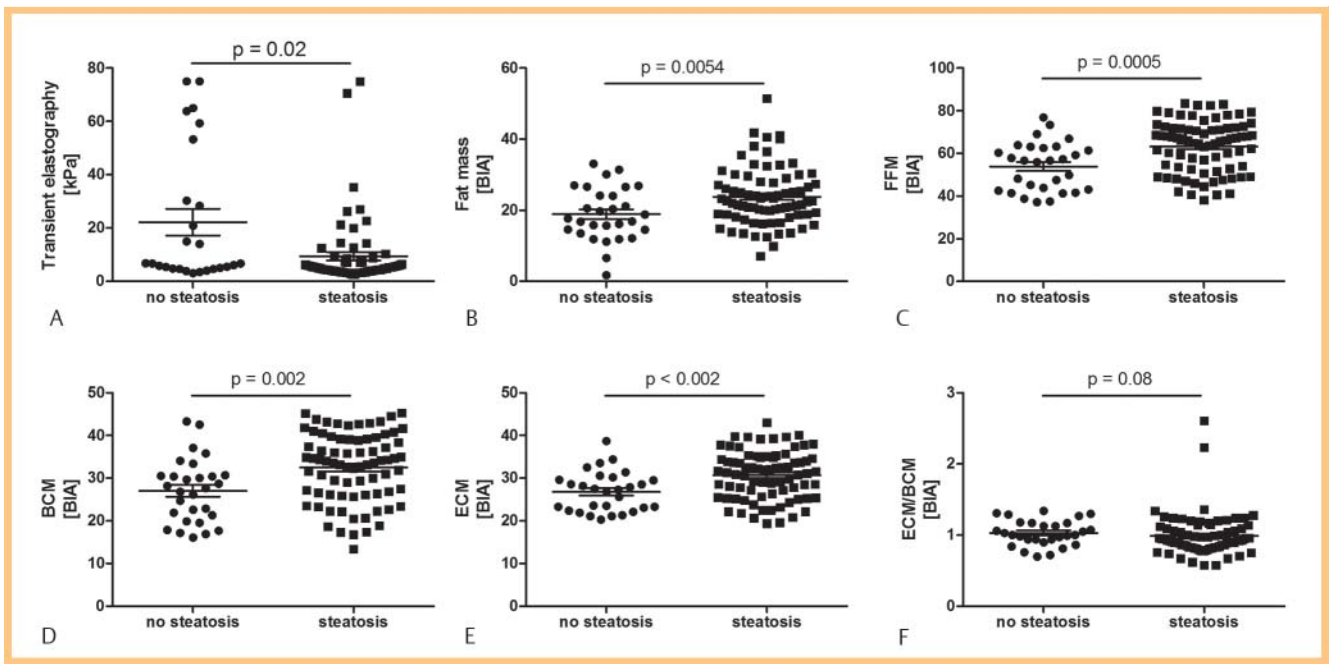 p = 0.02
Transient elastography
[kPa]
80
60
40
20
0
no steatosis
steatosis
A
p = 0.0054
Fat mass
[BIA]
60
40
20
0
no steatosis
steatosis
B
p = 0.0005
FFM
[BIA]
100
80
60
40
20
0
no steatosis
steatosis
C
p = 0.002
BCM
[BIA]
50
40
30
20
10
0
no steatosis
steatosis
D
p < 0.002
ECM
[BIA]
50
40
30
20
10
0
no steatosis
steatosis
E
p = 0.08
ECM/BCM
[BIA]
3
2
1
0
no steatosis
steatosis
F